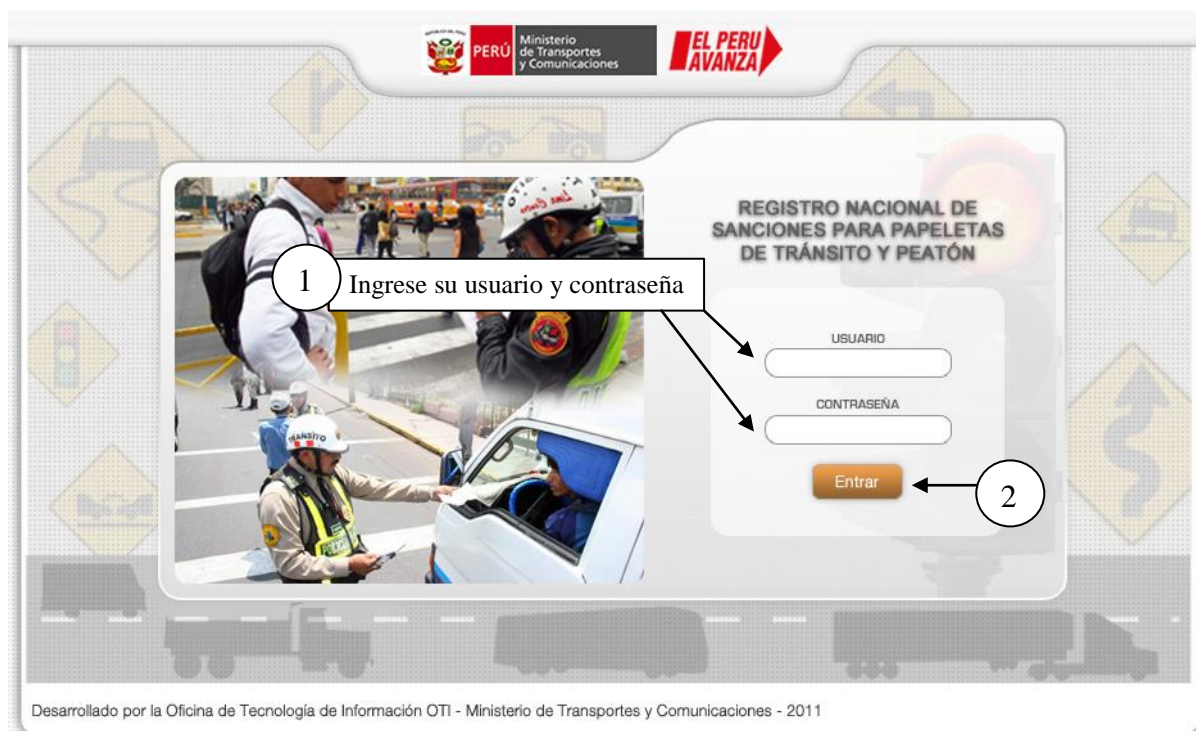 PERÚ
Ministerio
de Transportes
y Comunicaciones
EL PERU
AVANZA
REGISTRO NACIONAL DE
SANCIONES PARA PAPELETAS
DE TRÁNSITO Y PEATÓN
1
Ingrese su usuario y contraseña
USUARIO
CONTRASEÑA
Entrar
2
TRANSITO
POLICIA
Desarrollado por la Oficina de Tecnología de Información OTI - Ministerio de Transportes y Comunicaciones - 2011